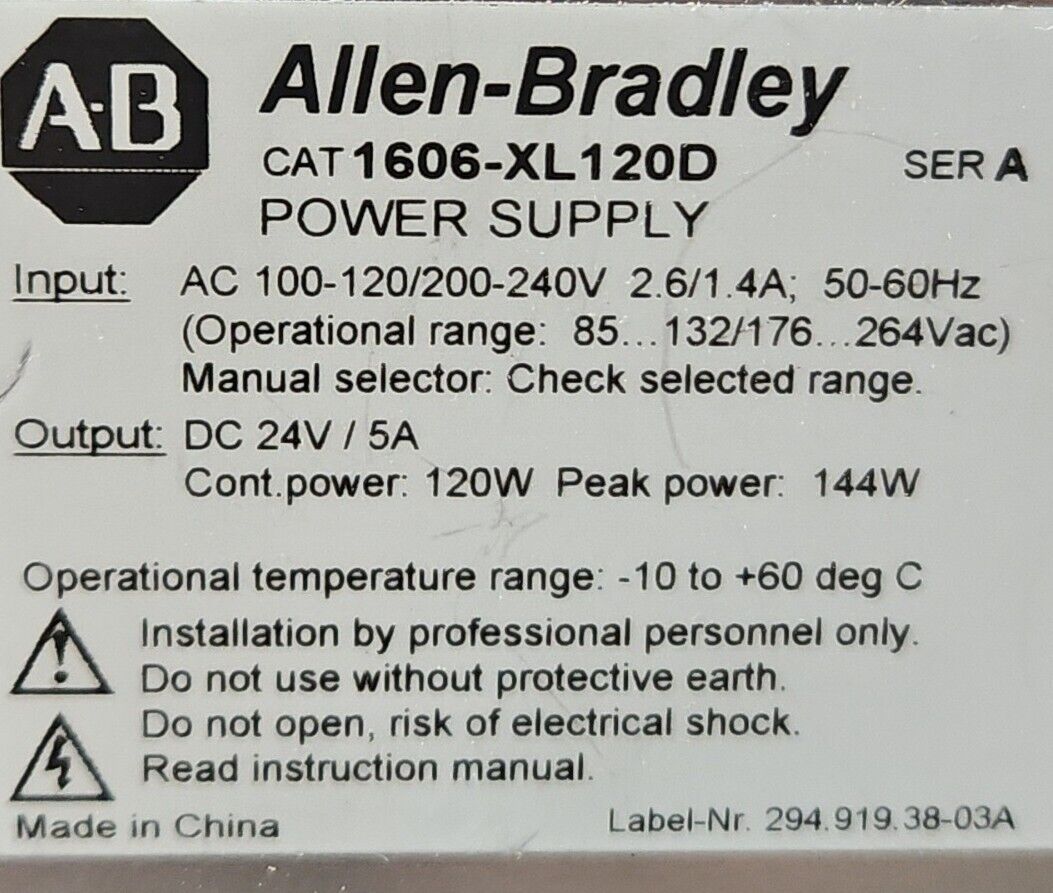 A-B Allen-Bradley
CAT 1606-XL120D SER A
POWER SUPPLY
Input: AC 100-120/200-240V 2.6/1.4A; 50-60Hz
(Operational range: 85...132/176...264Vac)
Manual selector: Check selected range.
Output: DC 24V / 5A
Cont.power: 120W Peak power: 144W
Operational temperature range: -10 to +60 deg C
Installation by professional personnel only.
Do not use without protective earth.
Do not open, risk of electrical shock.
Read instruction manual.
Made in China Label-Nr. 294.919.38-03A